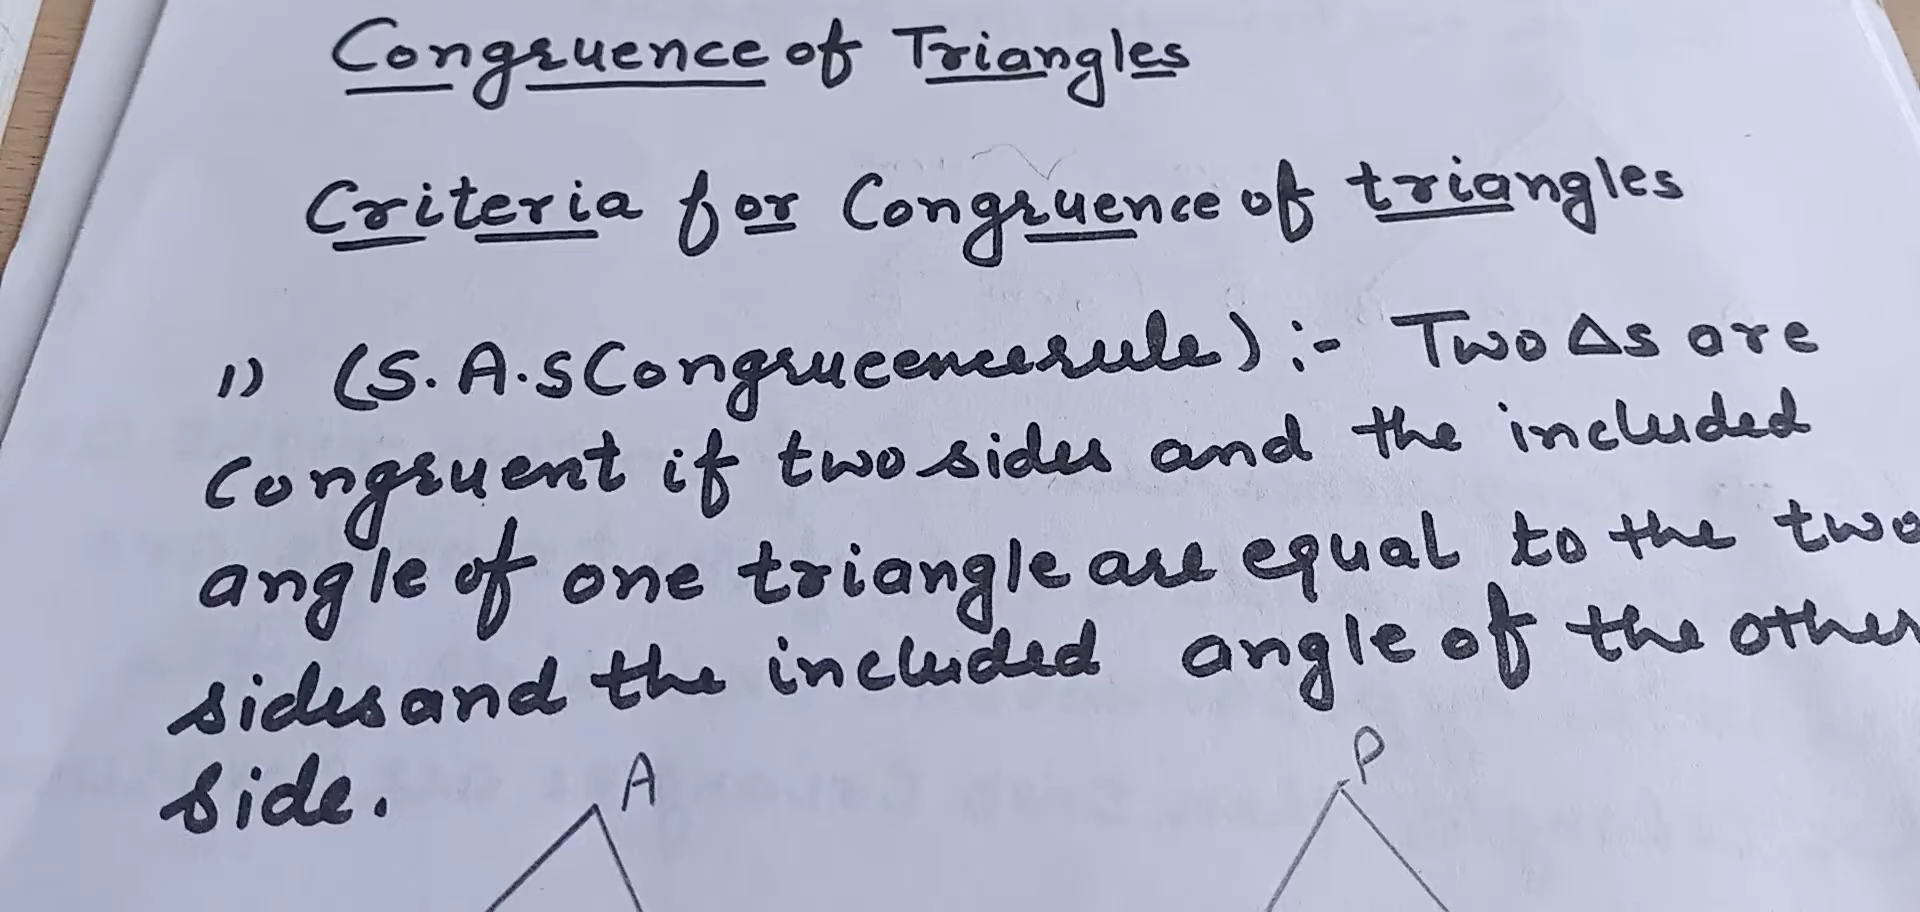 Congruence of Triangles
Criteria for Congruence of triangles
1) (S.A.S Congrucence rule) :- Two Δs are
Congruent if two sides and the included
angle of one triangle are equal to the two
sides and the included angle of the other
side.
A P